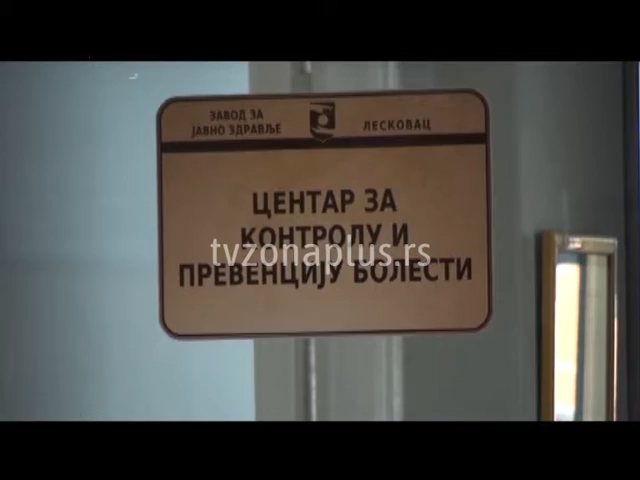 ЗАВОД ЗА
ЈАВНО ЗДРАВЉЕ
ЛЕСКОВАЦ
ЦЕНТАР ЗА
КОНТРОЛУ И
tvzonaplus.rs
ПРЕВЕНЦИЈУ БОЛЕСТИ